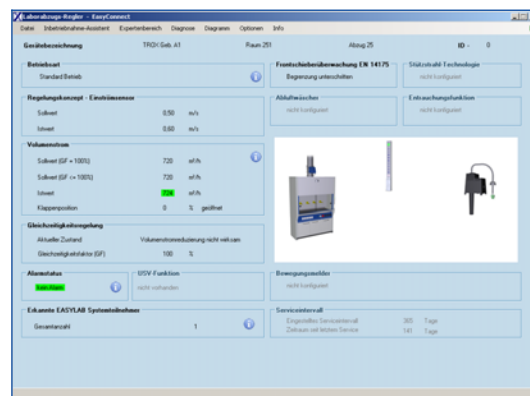 Laborabzugs-Regler - EasyConnect
Datei Inbetriebnahme-Assistent Expertenbereich Diagnose Diagramm Optionen Info
Gerätebezeichnung TROX Geb. A1 Raum 251 Abzug 25 ID - 0
Betriebsart
Standard Betrieb
Frontschieberüberwachung EN 14175
Begrenzung unterschritten
Stützstrahl-Technologie
nicht konfiguriert
Regelungskonzept - Einströmsensor
Sollwert 0,50 m/s
Istwert 0,60 m/s
Abluftwäscher
nicht konfiguriert
Entrauchungsfunktion
nicht konfiguriert
Volumenstrom
Sollwert (GF = 100%) 720 m³/h
Sollwert (GF <= 100%) 720 m³/h
Istwert 724 m³/h
Klappenposition 0 % geöffnet
Gleichzeitigkeitsregelung
Aktueller Zustand Volumenstromreduzierung nicht wirksam
Gleichzeitigkeitsfaktor (GF) 100 %
Alarmstatus
Kein Alarm
USV-Funktion
nicht vorhanden
Bewegungsmelder
nicht konfiguriert
Erkannte EASYLAB Systemteilnehmer
Gesamtanzahl 1
Serviceintervall
Eingestelltes Serviceintervall 365 Tage
Zeitraum seit letztem Service 141 Tage